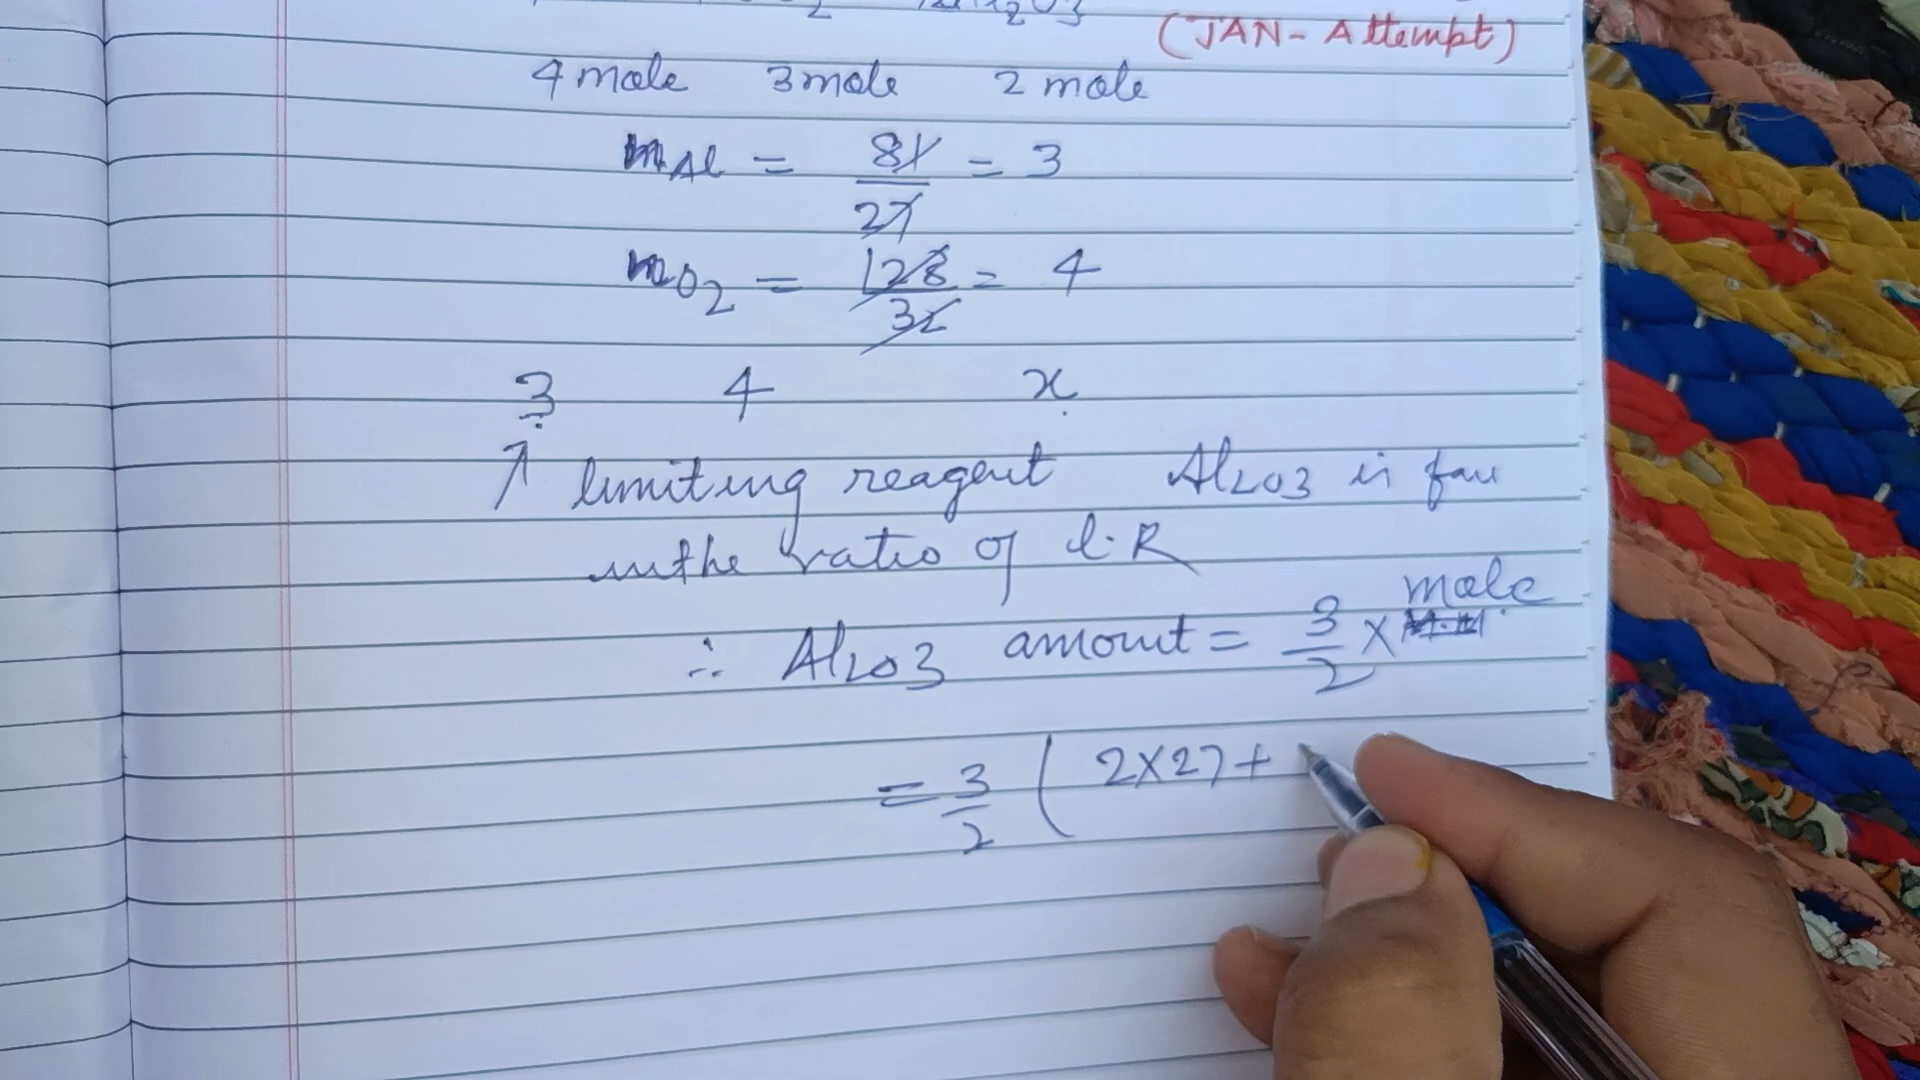 (JAN-Attempt)
4 mole 3 mole 2 mole
nAl = 81/27 = 3
nO2 = 128/32 = 4
3 4 x
↑ limiting reagent Al2O3 is
in the ratio of l.R
∴ Al2O3 amount = 3/2 × mole
= 3/2 ( 2×27+